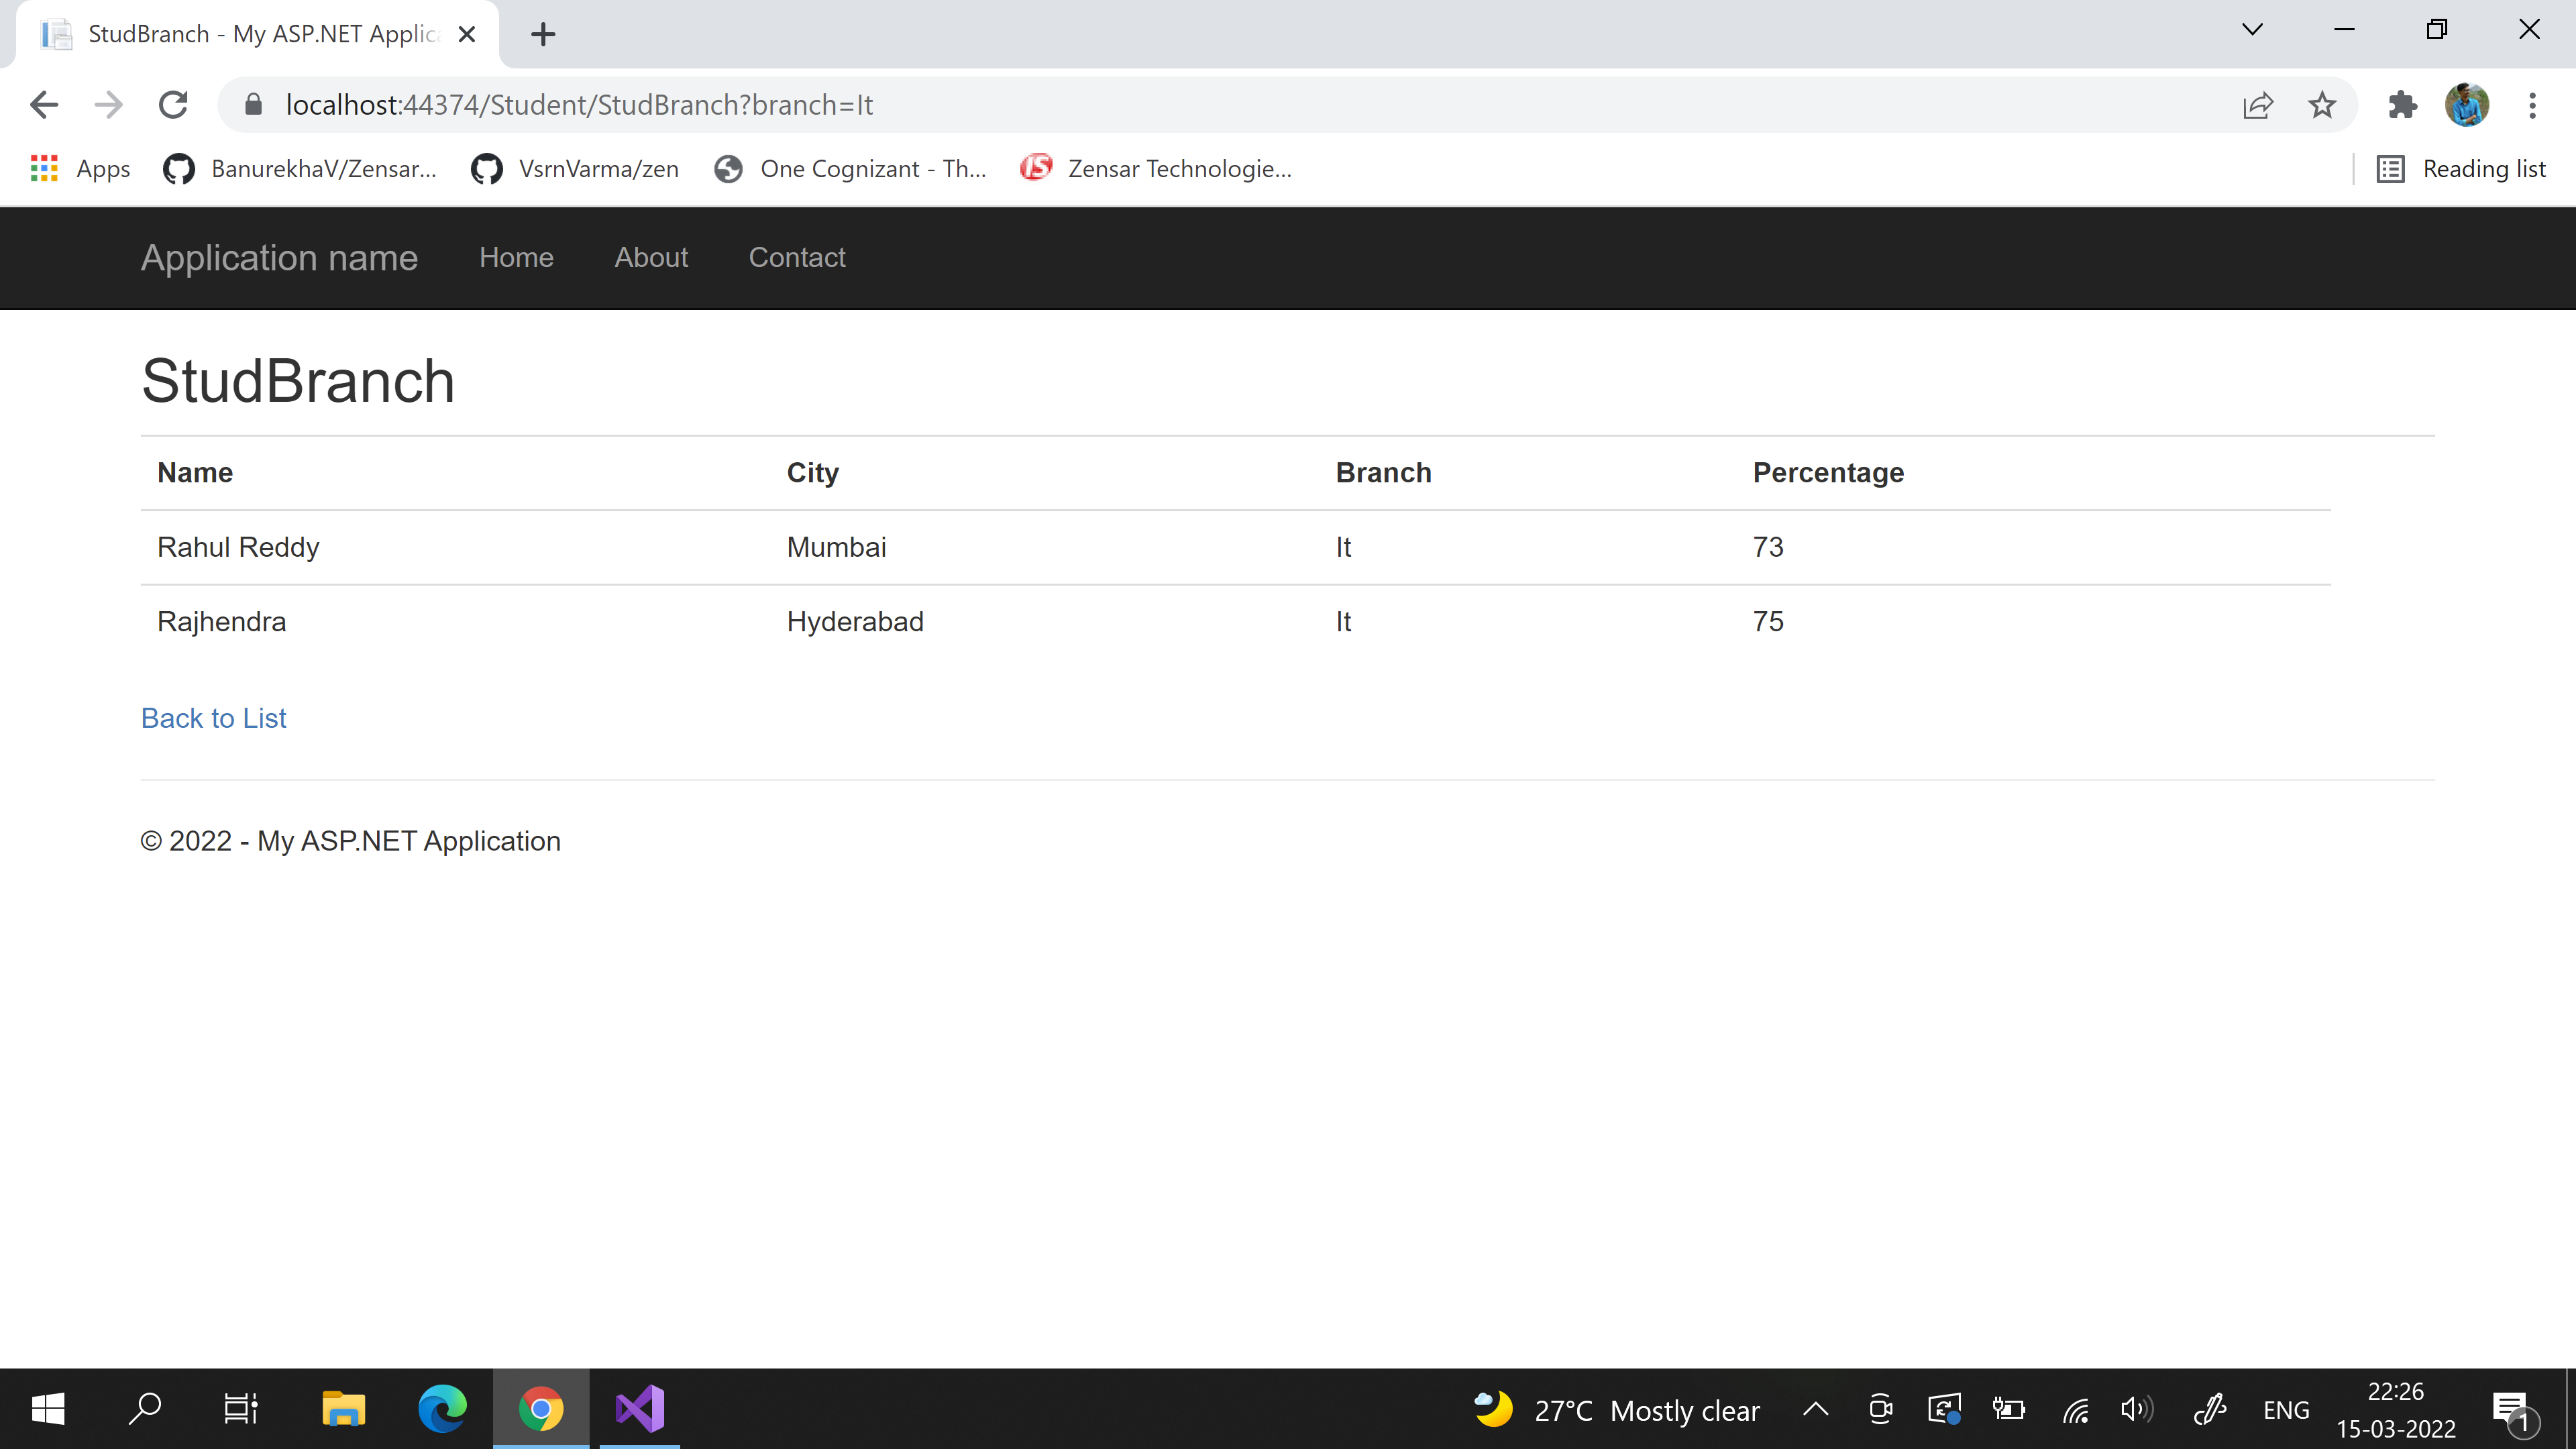 StudBranch - My ASP.NET Applic
localhost:44374/Student/StudBranch?branch=It
Apps BanurekhaV/Zensar... VsrnVarma/zen One Cognizant - Th... Zensar Technologie... Reading list
Application name Home About Contact
StudBranch
Name City Branch Percentage
Rahul Reddy Mumbai It 73
Rajhendra Hyderabad It 75
Back to List
© 2022 - My ASP.NET Application
27°C Mostly clear ENG 22:26
15-03-2022
1